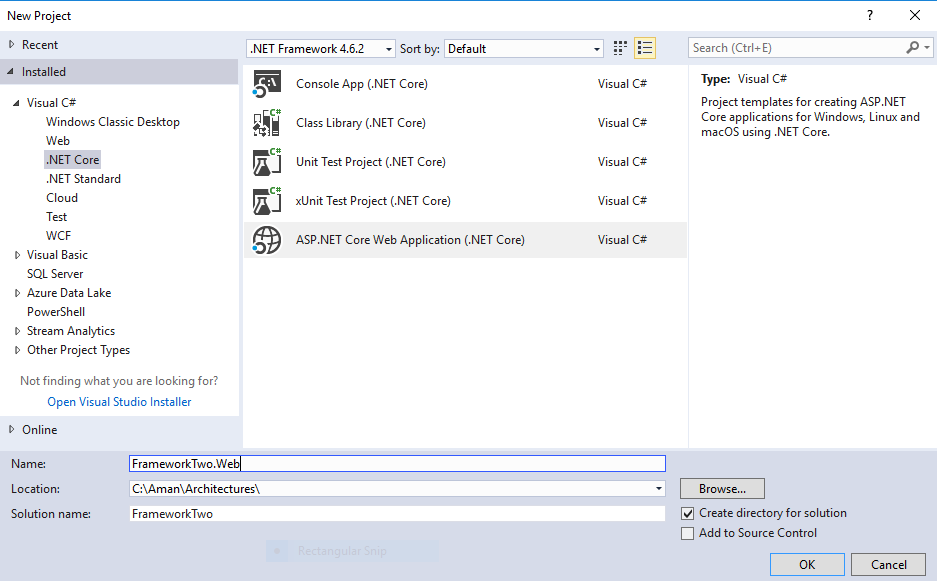 New Project
?
Recent
.NET Framework 4.6.2
Sort by:
Default
Search (Ctrl+E)
Installed
Visual C#
Windows Classic Desktop
Web
.NET Core
.NET Standard
Cloud
Test
WCF
Visual Basic
SQL Server
Azure Data Lake
PowerShell
Stream Analytics
Other Project Types
Not finding what you are looking for?
Open Visual Studio Installer
Online
Console App (.NET Core) Visual C#
Class Library (.NET Core) Visual C#
Unit Test Project (.NET Core) Visual C#
xUnit Test Project (.NET Core) Visual C#
ASP.NET Core Web Application (.NET Core) Visual C#
Type: Visual C#
Project templates for creating ASP.NET
Core applications for Windows, Linux and
macOS using .NET Core.
Name: FrameworkTwo.Web
Location: C:\Aman\Architectures\
Browse...
Solution name: FrameworkTwo
Create directory for solution
Add to Source Control
Rectangular Snip
OK
Cancel